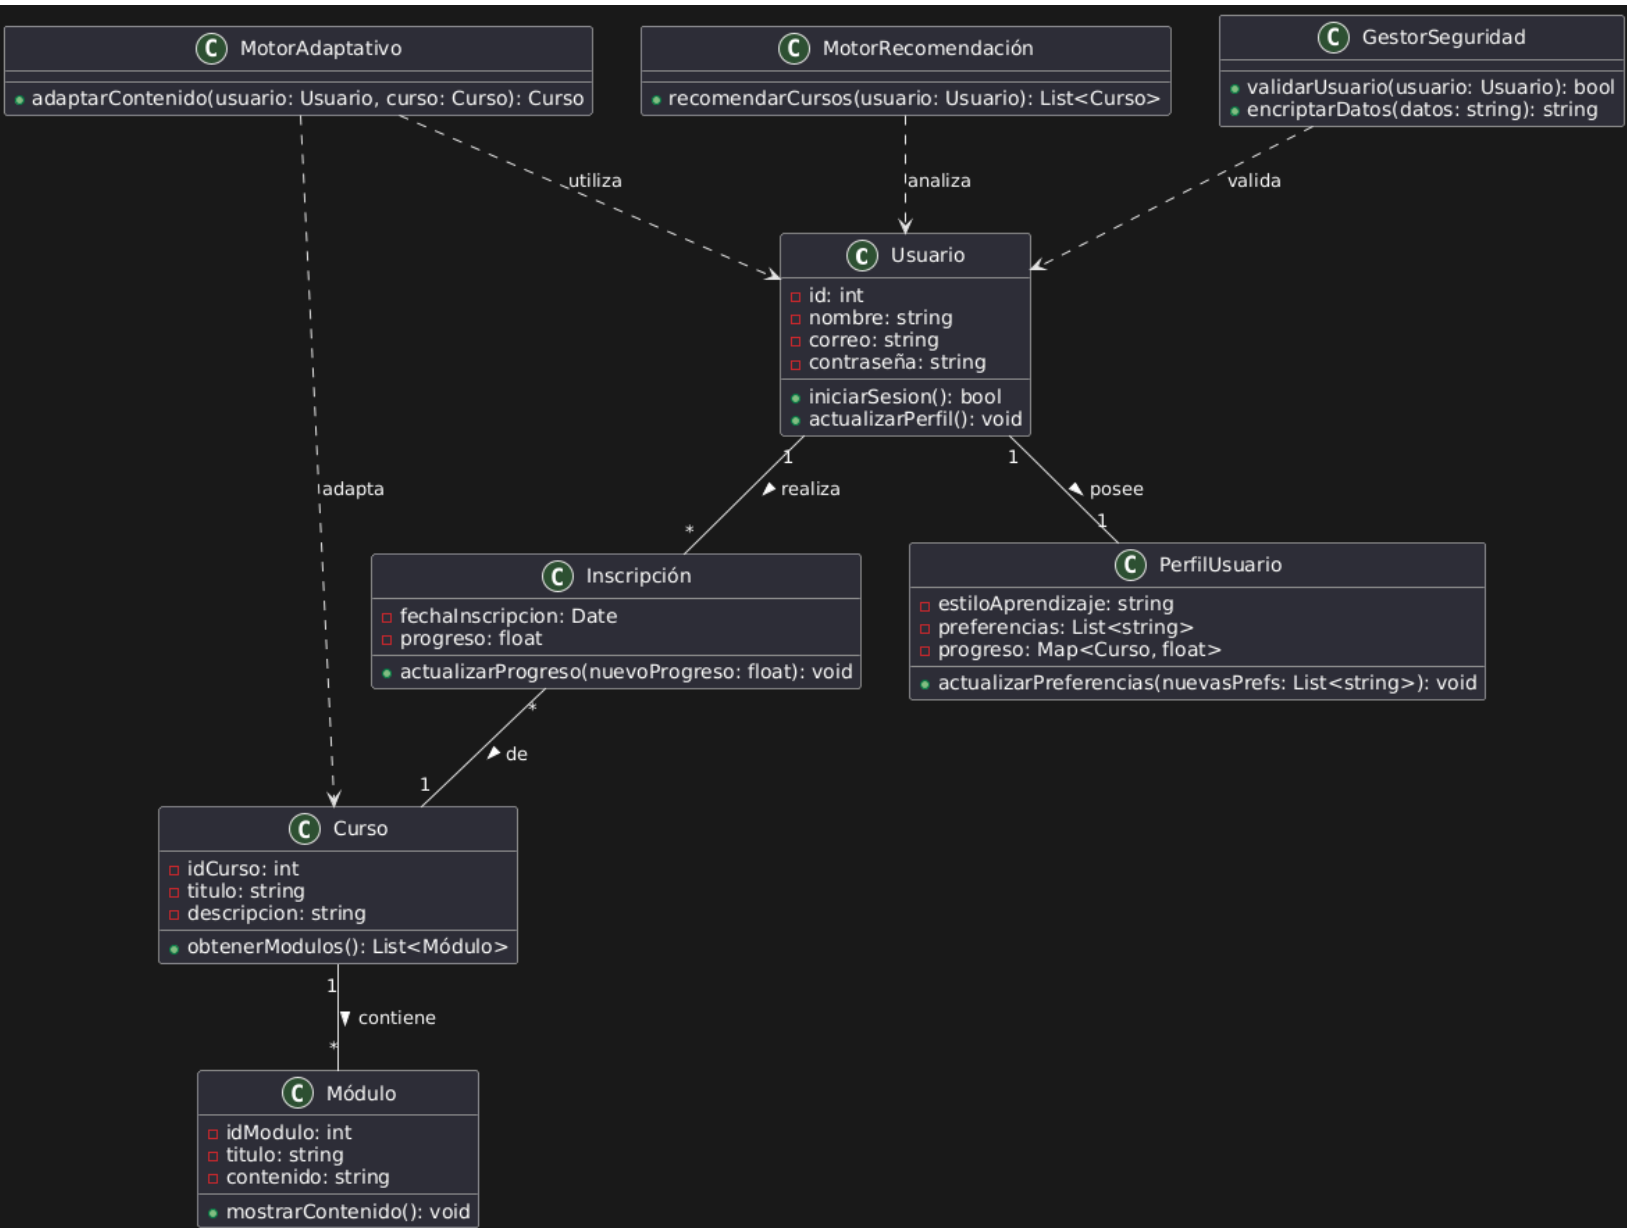 C MotorAdaptativo
adaptarContenido(usuario: Usuario, curso: Curso): Curso
C MotorRecomendación
recomendarCursos(usuario: Usuario): List<Curso>
C GestorSeguridad
validarUsuario(usuario: Usuario): bool
encriptarDatos(datos: string): string
utiliza
analiza
valida
C Usuario
id: int
nombre: string
correo: string
contraseña: string
iniciarSesion(): bool
actualizarPerfil(): void
1
1
adapta
realiza
posee
*
1
C Inscripción
fechaInscripcion: Date
progreso: float
actualizarProgreso(nuevoProgreso: float): void
C PerfilUsuario
estiloAprendizaje: string
preferencias: List<string>
progreso: Map<Curso, float>
actualizarPreferencias(nuevasPrefs: List<string>): void
*
de
1
C Curso
idCurso: int
titulo: string
descripcion: string
obtenerModulos(): List<Módulo>
1
contiene
*
C Módulo
idModulo: int
titulo: string
contenido: string
mostrarContenido(): void